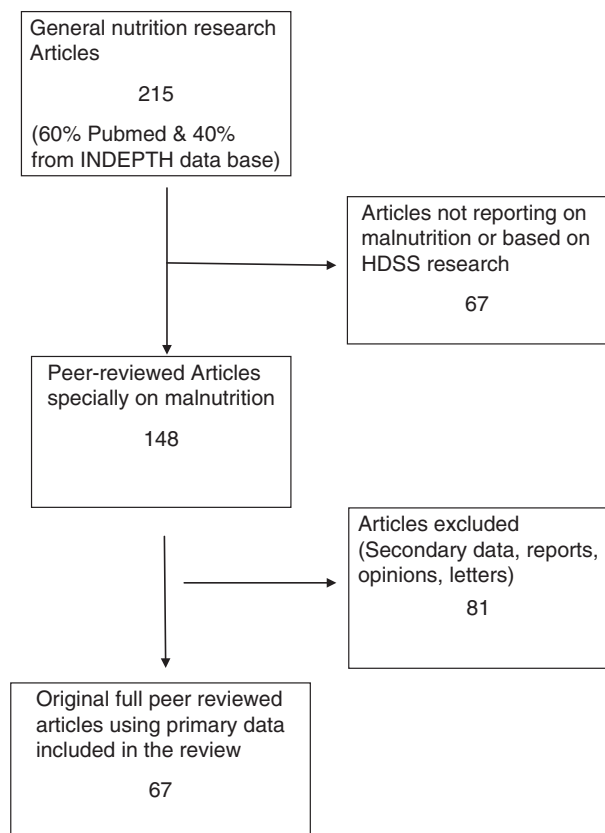 General nutrition research
Articles
215
(60% Pubmed & 40%
from INDEPTH data base)
Articles not reporting on
malnutrition or based on
HDSS research
67
Peer-reviewed Articles
specially on malnutrition
148
Articles excluded
(Secondary data, reports,
opinions, letters)
81
Original full peer reviewed
articles using primary data
included in the review
67